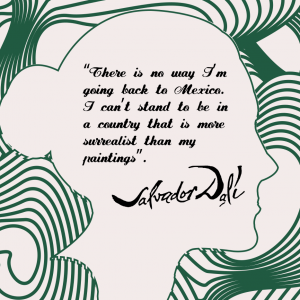 "There is no way I'm
going back to Mexico.
I can't stand to be in
a country that is more
surrealist than my
paintings".
Salvador Dalí